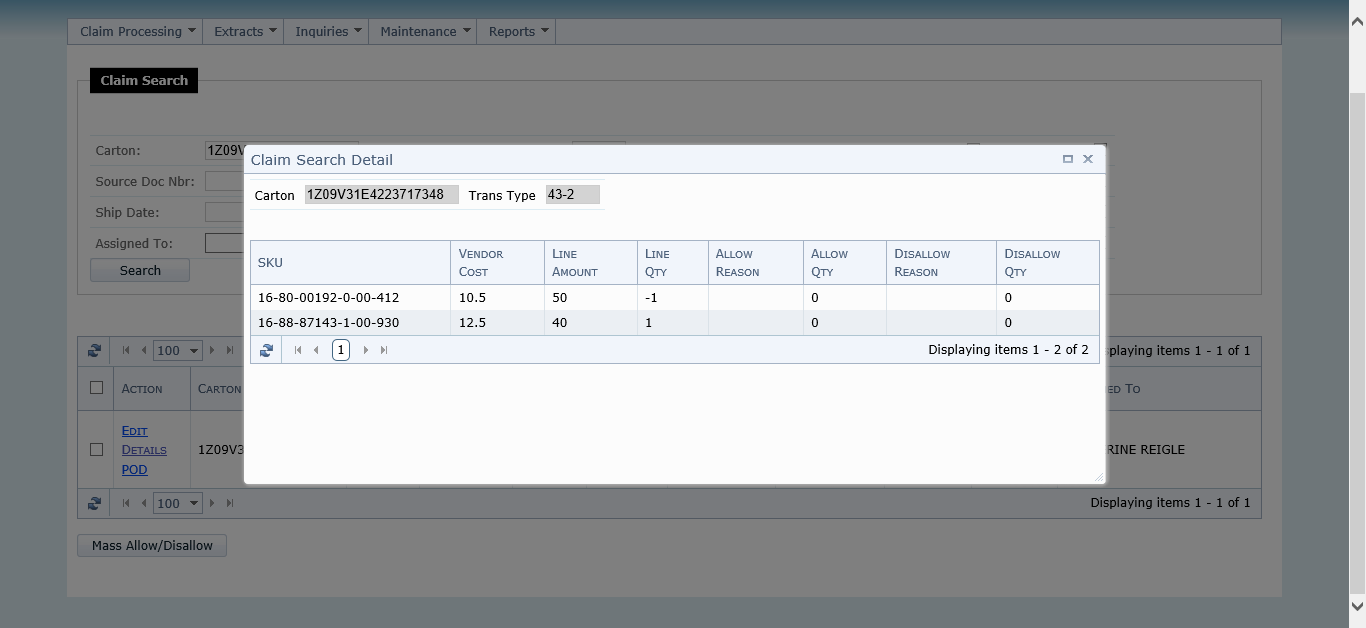 Claim Processing Extracts Inquiries Maintenance Reports
Claim Search
Carton: 1Z09V
Source Doc Nbr:
Ship Date:
Assigned To:
Search
Claim Search Detail
Carton 1Z09V31E4223717348 Trans Type 43-2
SKU VENDOR COST LINE AMOUNT LINE QTY ALLOW REASON ALLOW QTY DISALLOW REASON DISALLOW QTY
16-80-00192-0-00-412 10.5 50 -1 0 0
16-88-87143-1-00-930 12.5 40 1 0 0
1 Displaying items 1 - 2 of 2
100 splaying items 1 - 1 of 1
ACTION CARTON ED TO
EDIT
DETAILS 1Z09V3 RINE REIGLE
POD
100 Displaying items 1 - 1 of 1
Mass Allow/Disallow